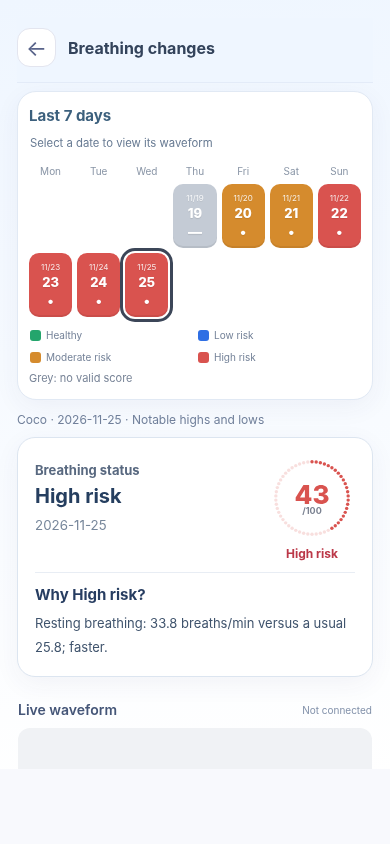 Breathing changes
Last 7 days
Select a date to view its waveform
Mon Tue Wed Thu Fri Sat Sun
11/19 11/20 11/21 11/22
19 20 21 22
—
11/23 11/24 11/25
23 24 25
Healthy
Low risk
Moderate risk
High risk
Grey: no valid score
Coco · 2026-11-25 · Notable highs and lows
Breathing status
High risk
2026-11-25
43
/100
High risk
Why High risk?
Resting breathing: 33.8 breaths/min versus a usual
25.8; faster.
Live waveform
Not connected